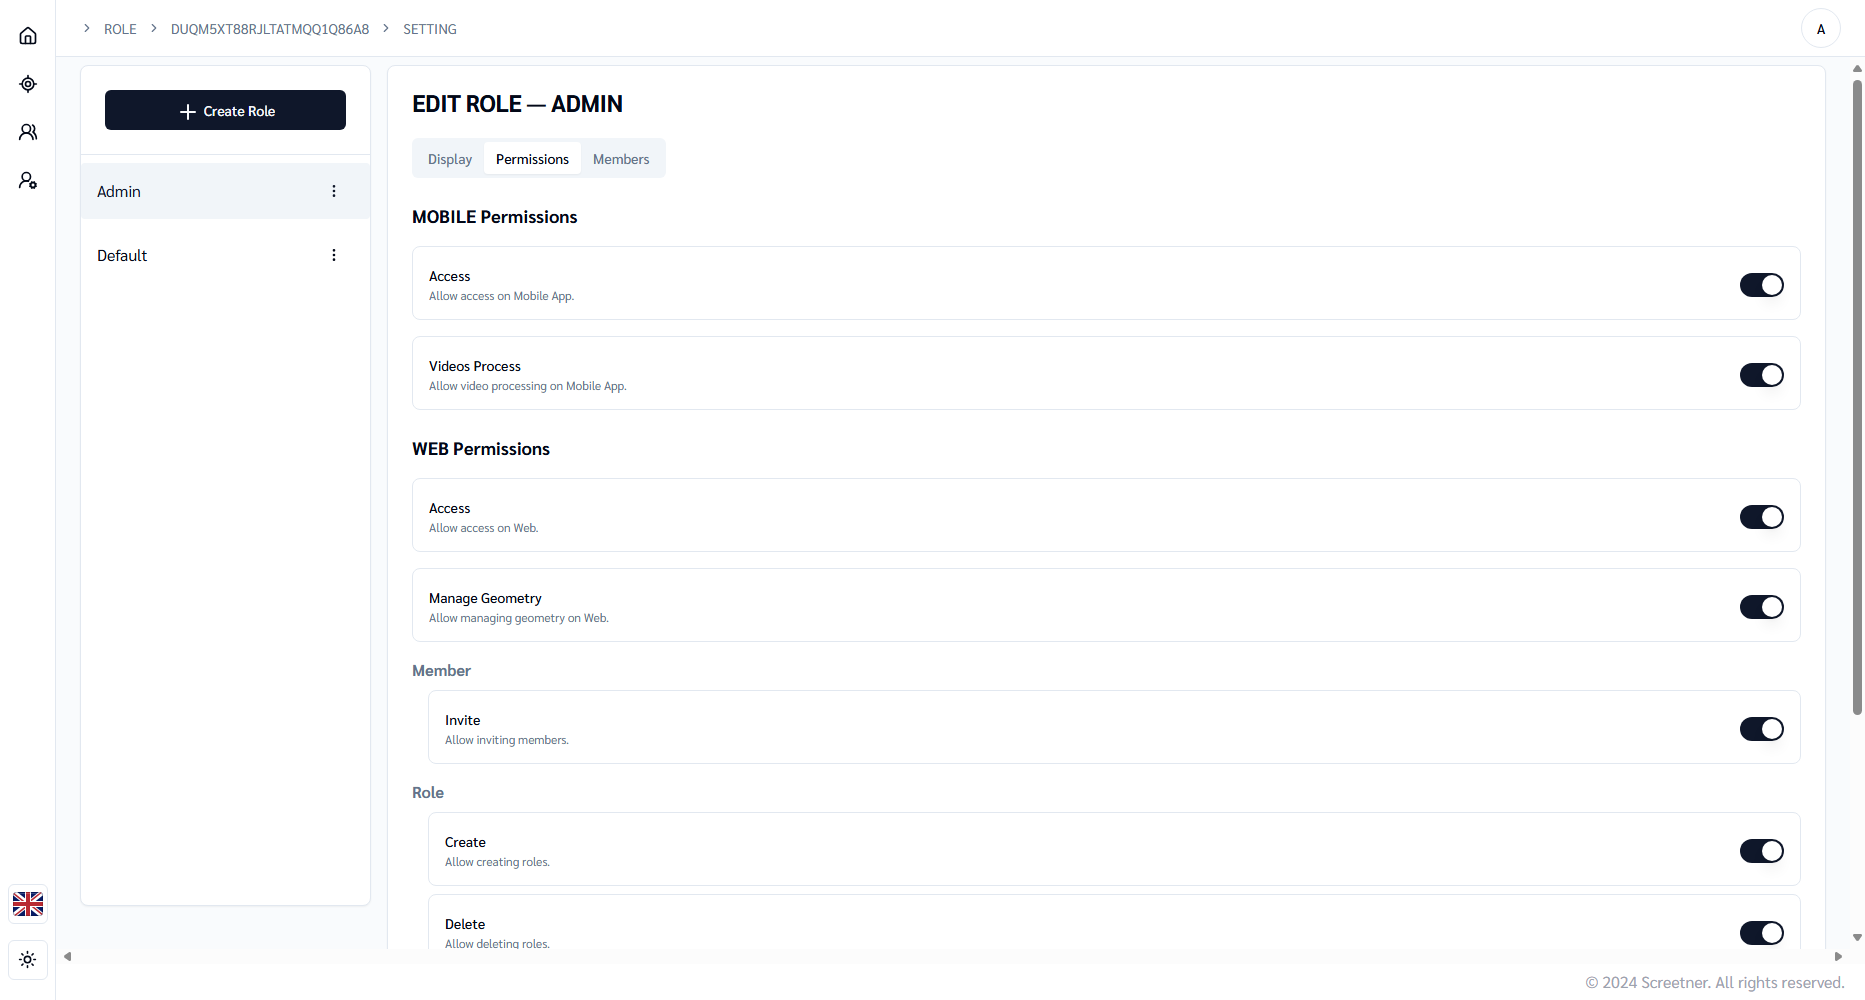 ROLE
DUQM5XT88RJLTATMQQ1Q86A8
SETTING
A
Create Role
Admin
Default
EDIT ROLE — ADMIN
Display
Permissions
Members
MOBILE Permissions
Access
Allow access on Mobile App.
Videos Process
Allow video processing on Mobile App.
WEB Permissions
Access
Allow access on Web.
Manage Geometry
Allow managing geometry on Web.
Member
Invite
Allow inviting members.
Role
Create
Allow creating roles.
Delete
Allow deleting roles.
© 2024 Screetner. All rights reserved.